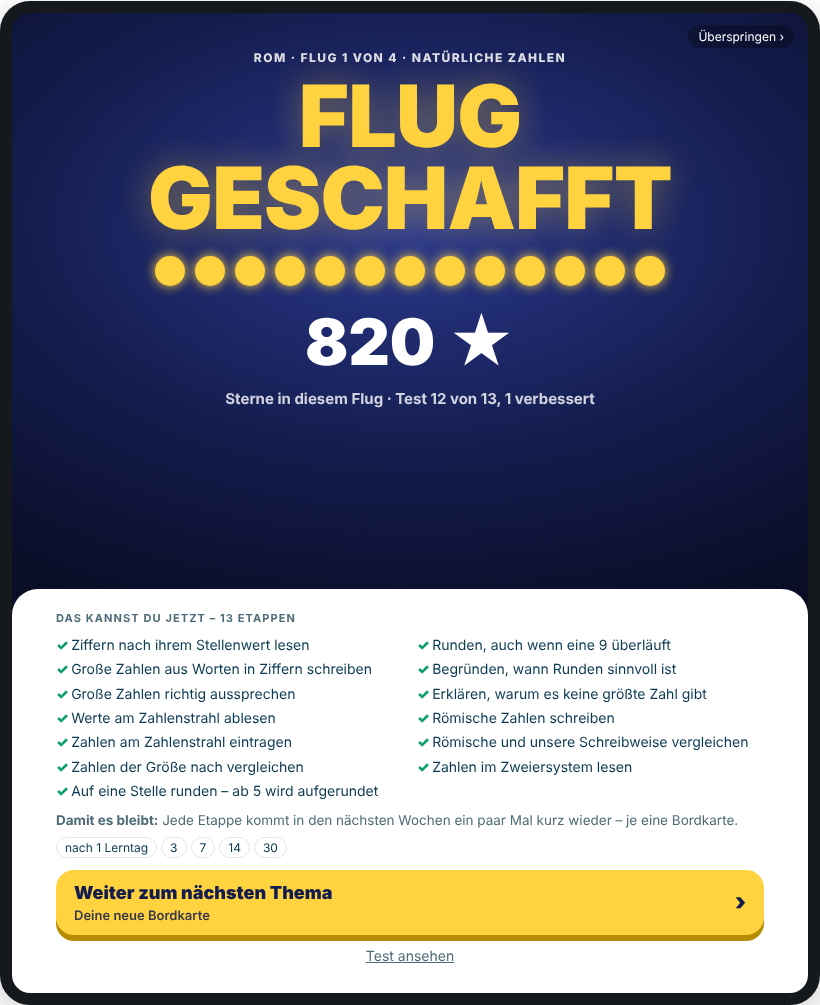 Überspringen ›
ROM · FLUG 1 VON 4 · NATÜRLICHE ZAHLEN
FLUG
GESCHAFFT
820 ★
Sterne in diesem Flug · Test 12 von 13, 1 verbessert
DAS KANNST DU JETZT – 13 ETAPPEN
✓ Ziffern nach ihrem Stellenwert lesen
✓ Große Zahlen aus Worten in Ziffern schreiben
✓ Große Zahlen richtig aussprechen
✓ Werte am Zahlenstrahl ablesen
✓ Zahlen am Zahlenstrahl eintragen
✓ Zahlen der Größe nach vergleichen
✓ Auf eine Stelle runden – ab 5 wird aufgerundet
✓ Runden, auch wenn eine 9 überläuft
✓ Begründen, wann Runden sinnvoll ist
✓ Erklären, warum es keine größte Zahl gibt
✓ Römische Zahlen schreiben
✓ Römische und unsere Schreibweise vergleichen
✓ Zahlen im Zweiersystem lesen
Damit es bleibt: Jede Etappe kommt in den nächsten Wochen ein paar Mal kurz wieder – je eine Bordkarte.
nach 1 Lerntag 3 7 14 30
Weiter zum nächsten Thema
Deine neue Bordkarte
›
Test ansehen